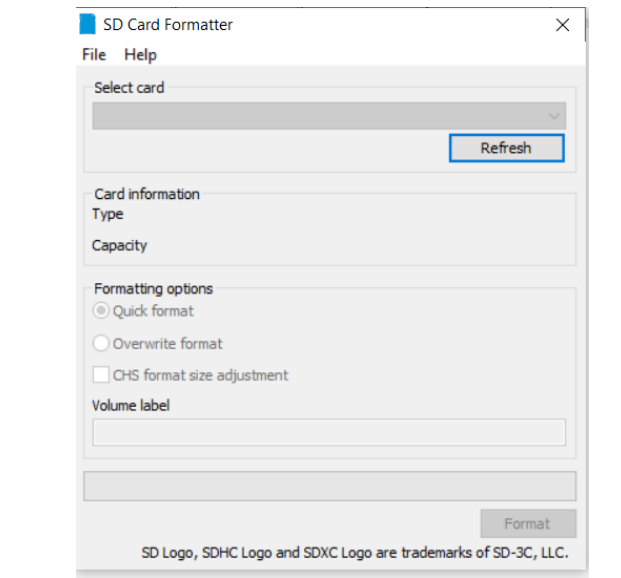 SD Card Formatter
File Help
Select card
Refresh
Card information
Type
Capacity
Formatting options
Quick format
Overwrite format
CHS format size adjustment
Volume label
Format
SD Logo, SDHC Logo and SDXC Logo are trademarks of SD-3C, LLC.